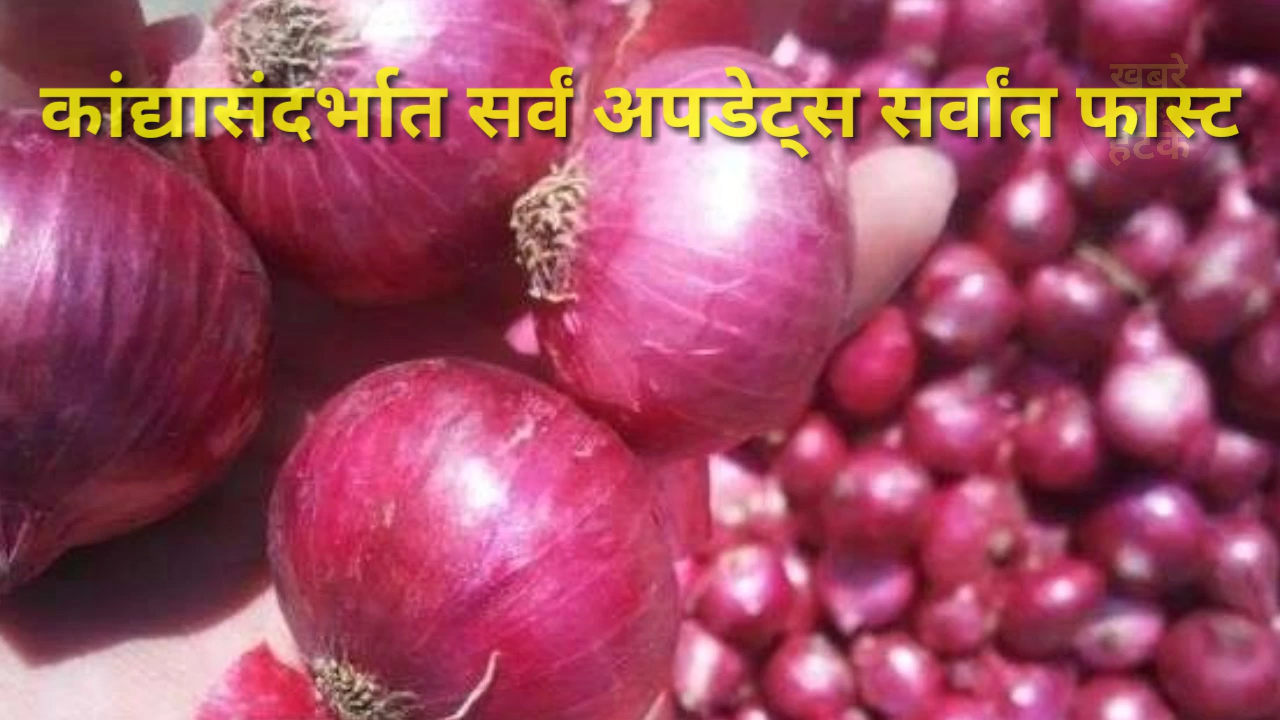 कांद्यासंदर्भात सर्वं अपडेट्स सर्वांत फास्ट
खबरे
हटके